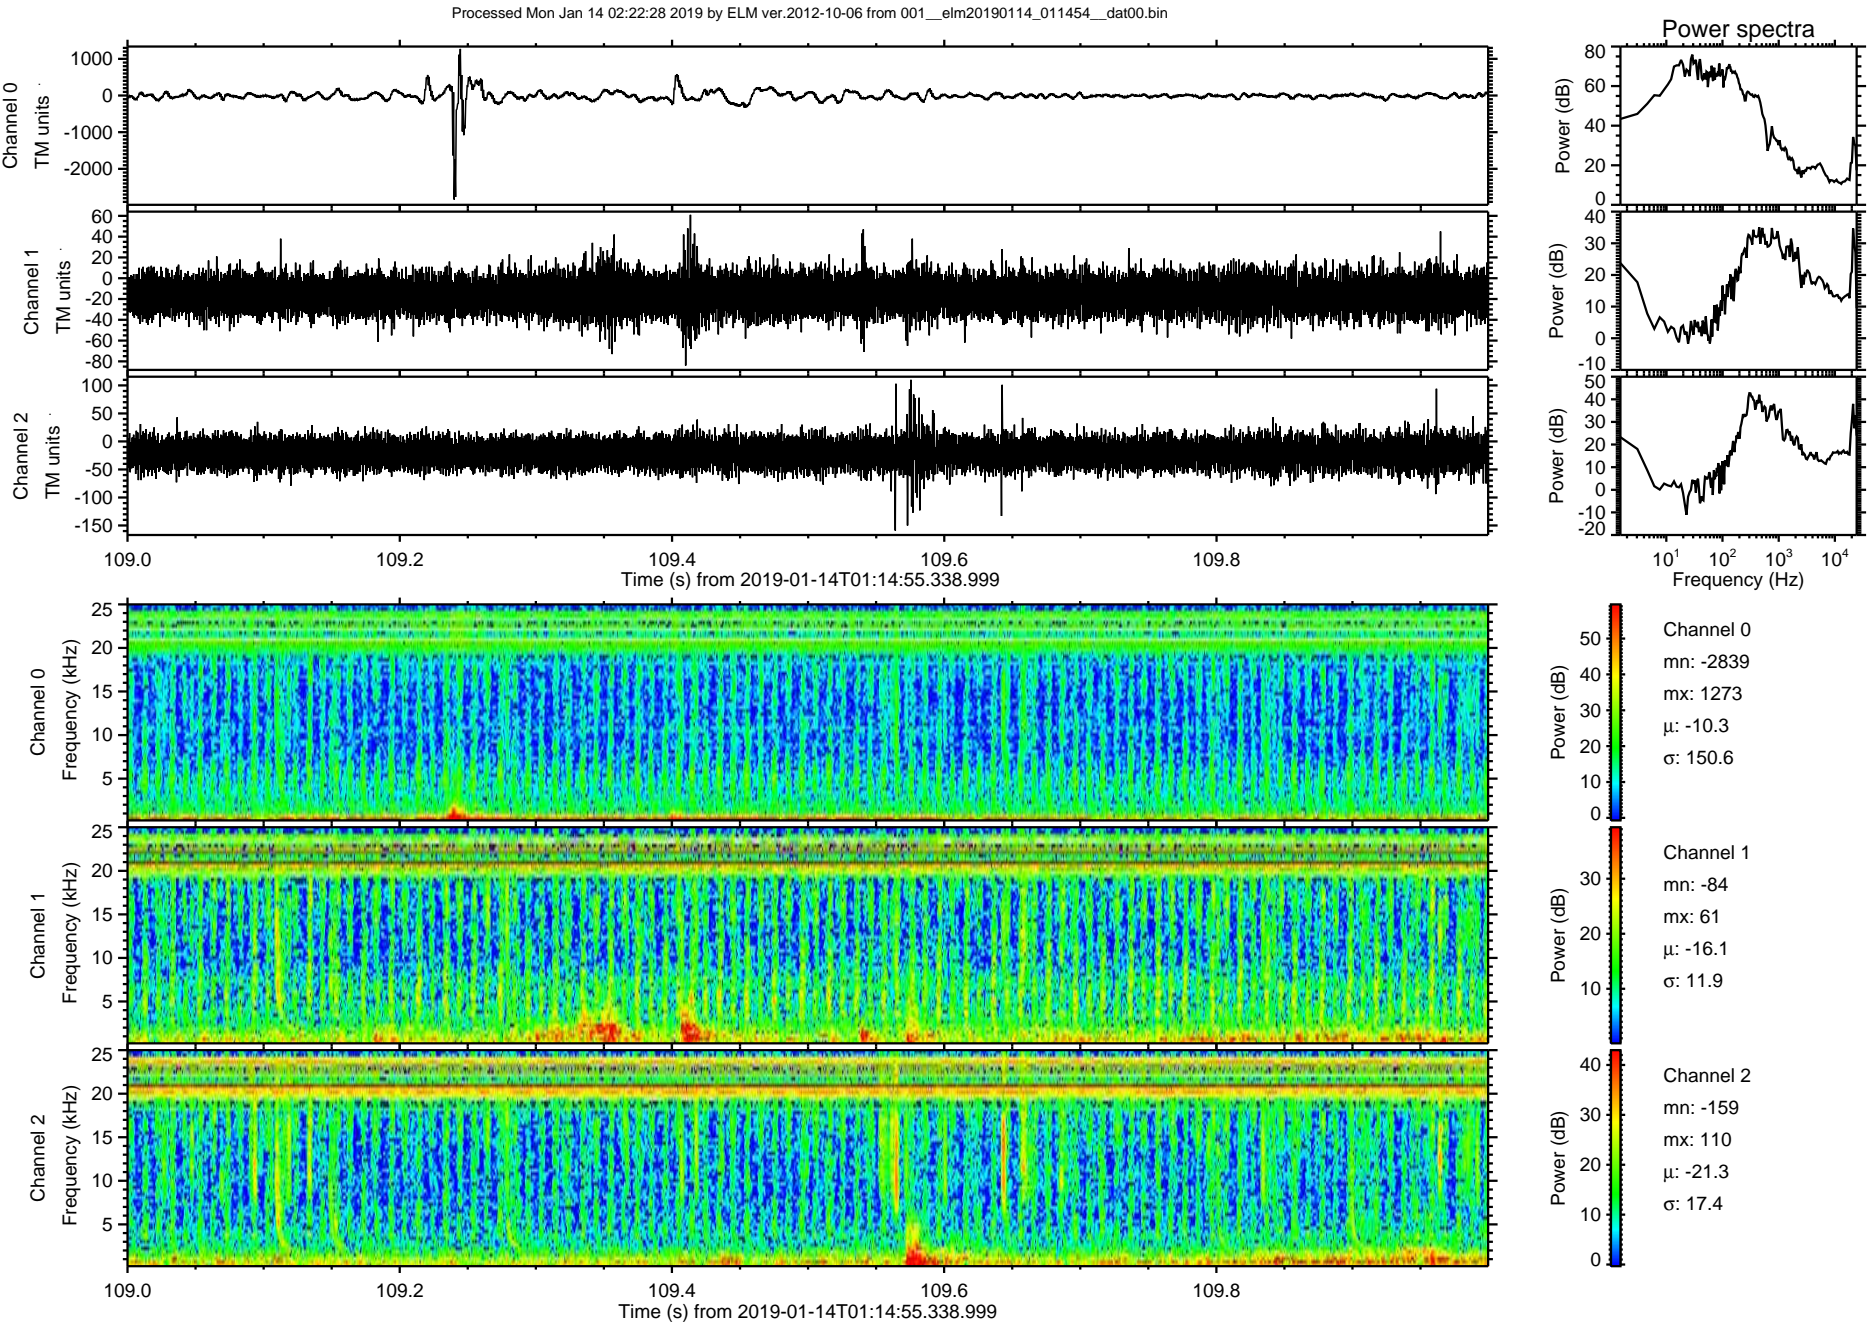 Processed Mon Jan 14 02:22:28 2019 by ELM ver.2012-10-06 from 001__elm20190114_011454__dat00.bin
Power spectra
Channel 0
TM units
1000
0
-1000
-2000
Power (dB)
80
60
40
20
0
Channel 1
TM units
60
40
20
0
-20
-40
-60
-80
Power (dB)
40
30
20
10
0
-10
Channel 2
TM units
100
50
0
-50
-100
-150
Power (dB)
50
40
30
20
10
0
-10
-20
109.0 109.2 109.4 109.6 109.8
Time (s) from 2019-01-14T01:14:55.338.999
10¹ 10² 10³ 10⁴
Frequency (Hz)
Channel 0
Frequency (kHz)
25
20
15
10
5
Power (dB)
50
40
30
20
10
0
Channel 0
mn: -2839
mx: 1273
μ: -10.3
σ: 150.6
Channel 1
Frequency (kHz)
25
20
15
10
5
Power (dB)
30
20
10
Channel 1
mn: -84
mx: 61
μ: -16.1
σ: 11.9
Channel 2
Frequency (kHz)
25
20
15
10
5
Power (dB)
40
30
20
10
0
Channel 2
mn: -159
mx: 110
μ: -21.3
σ: 17.4
109.0 109.2 109.4 109.6 109.8
Time (s) from 2019-01-14T01:14:55.338.999